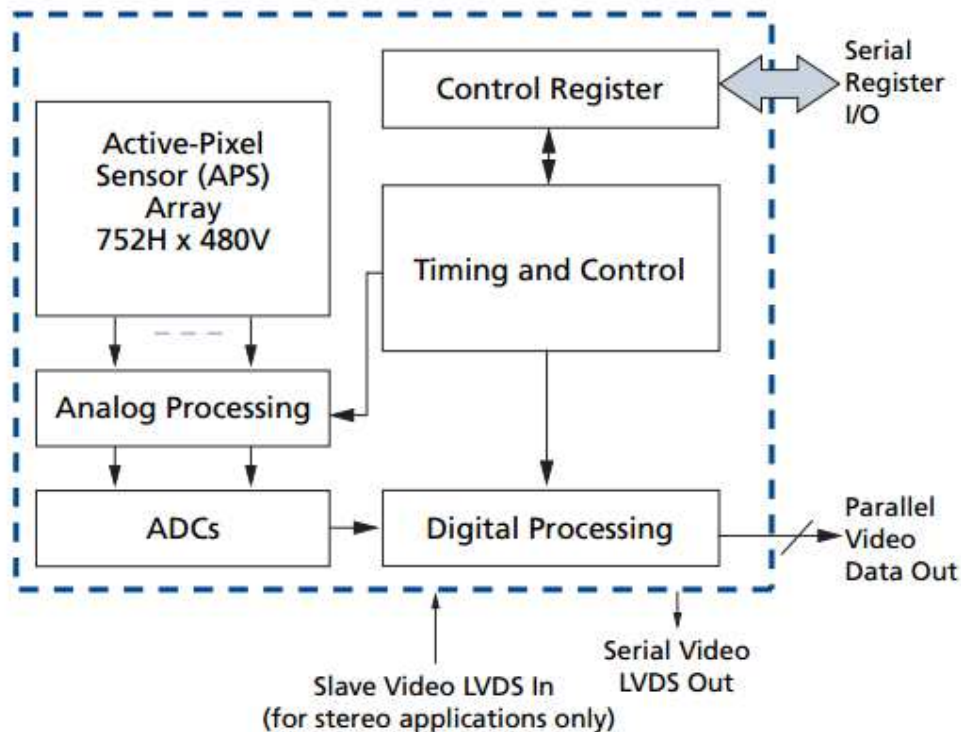 Control Register
Serial
Register
I/O
Active-Pixel
Sensor (APS)
Array
752H x 480V
Timing and Control
Analog Processing
ADCs
Digital Processing
Parallel
Video
Data Out
Slave Video LVDS In
(for stereo applications only)
Serial Video
LVDS Out